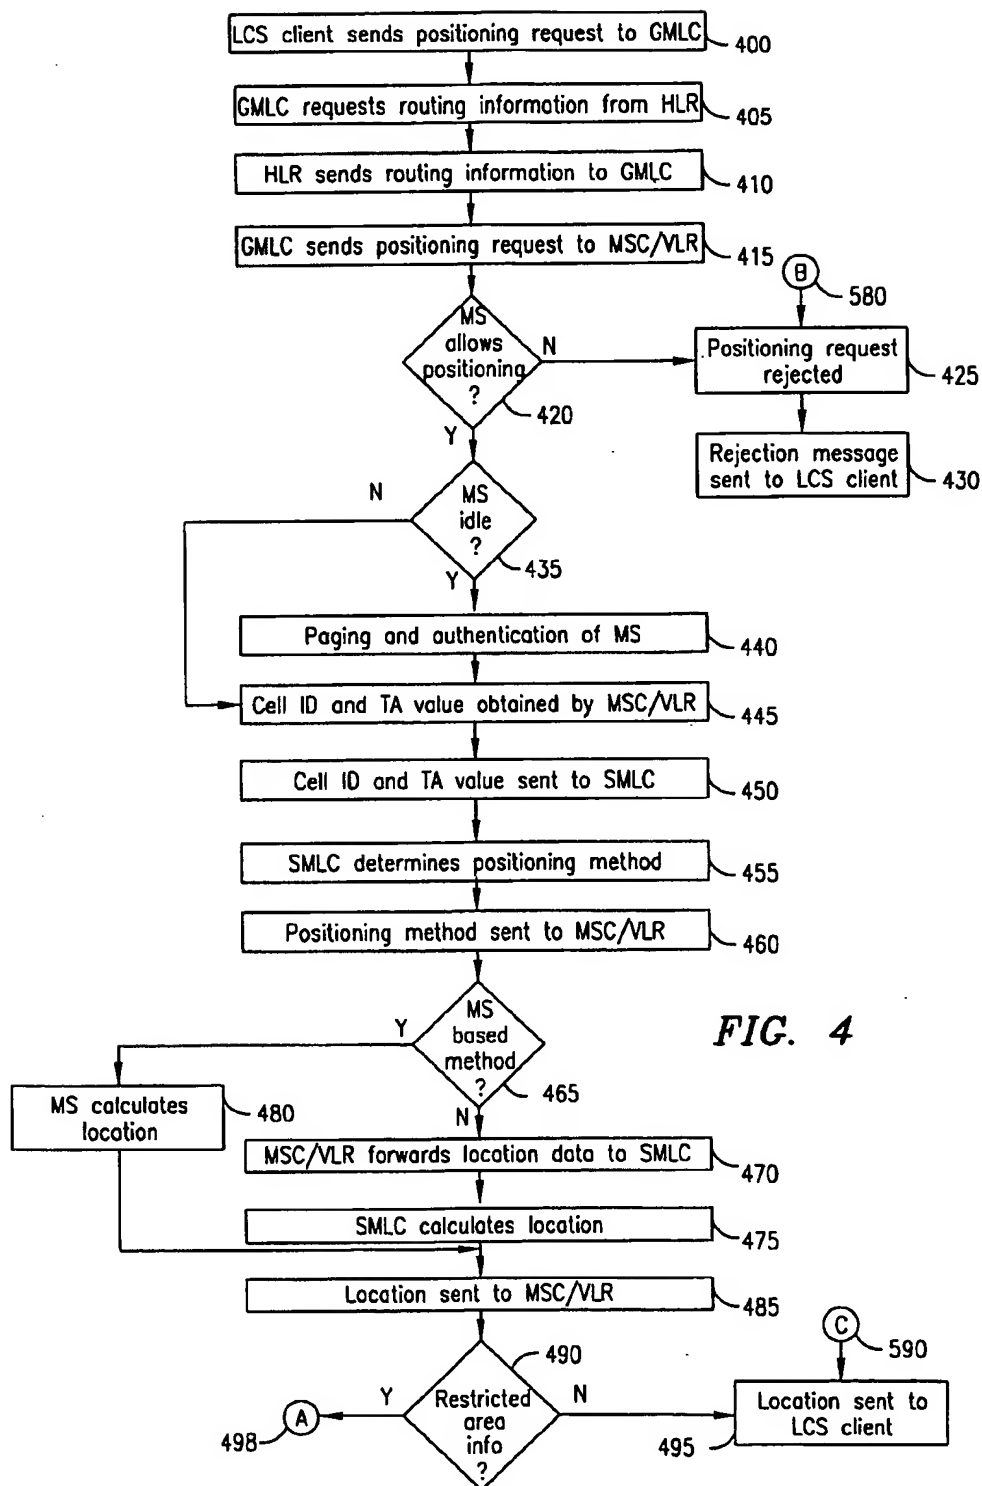 LCS client sends positioning request to GMLC
400
GMLC requests routing information from HLR
405
HLR sends routing information to GMLC
410
GMLC sends positioning request to MSC/VLR
415
B
580
MS
allows
positioning
?
420
N
Y
Positioning request
rejected
425
Rejection message
sent to LCS client
430
MS
idle
?
435
N
Y
Paging and authentication of MS
440
Cell ID and TA value obtained by MSC/VLR
445
Cell ID and TA value sent to SMLC
450
SMLC determines positioning method
455
Positioning method sent to MSC/VLR
460
MS
based
method
?
465
Y
N
FIG. 4
MS calculates
location
480
MSC/VLR forwards location data to SMLC
470
SMLC calculates location
475
Location sent to MSC/VLR
485
490
Restricted
area
info
?
Y
N
A
498
C
590
Location sent to
LCS client
495